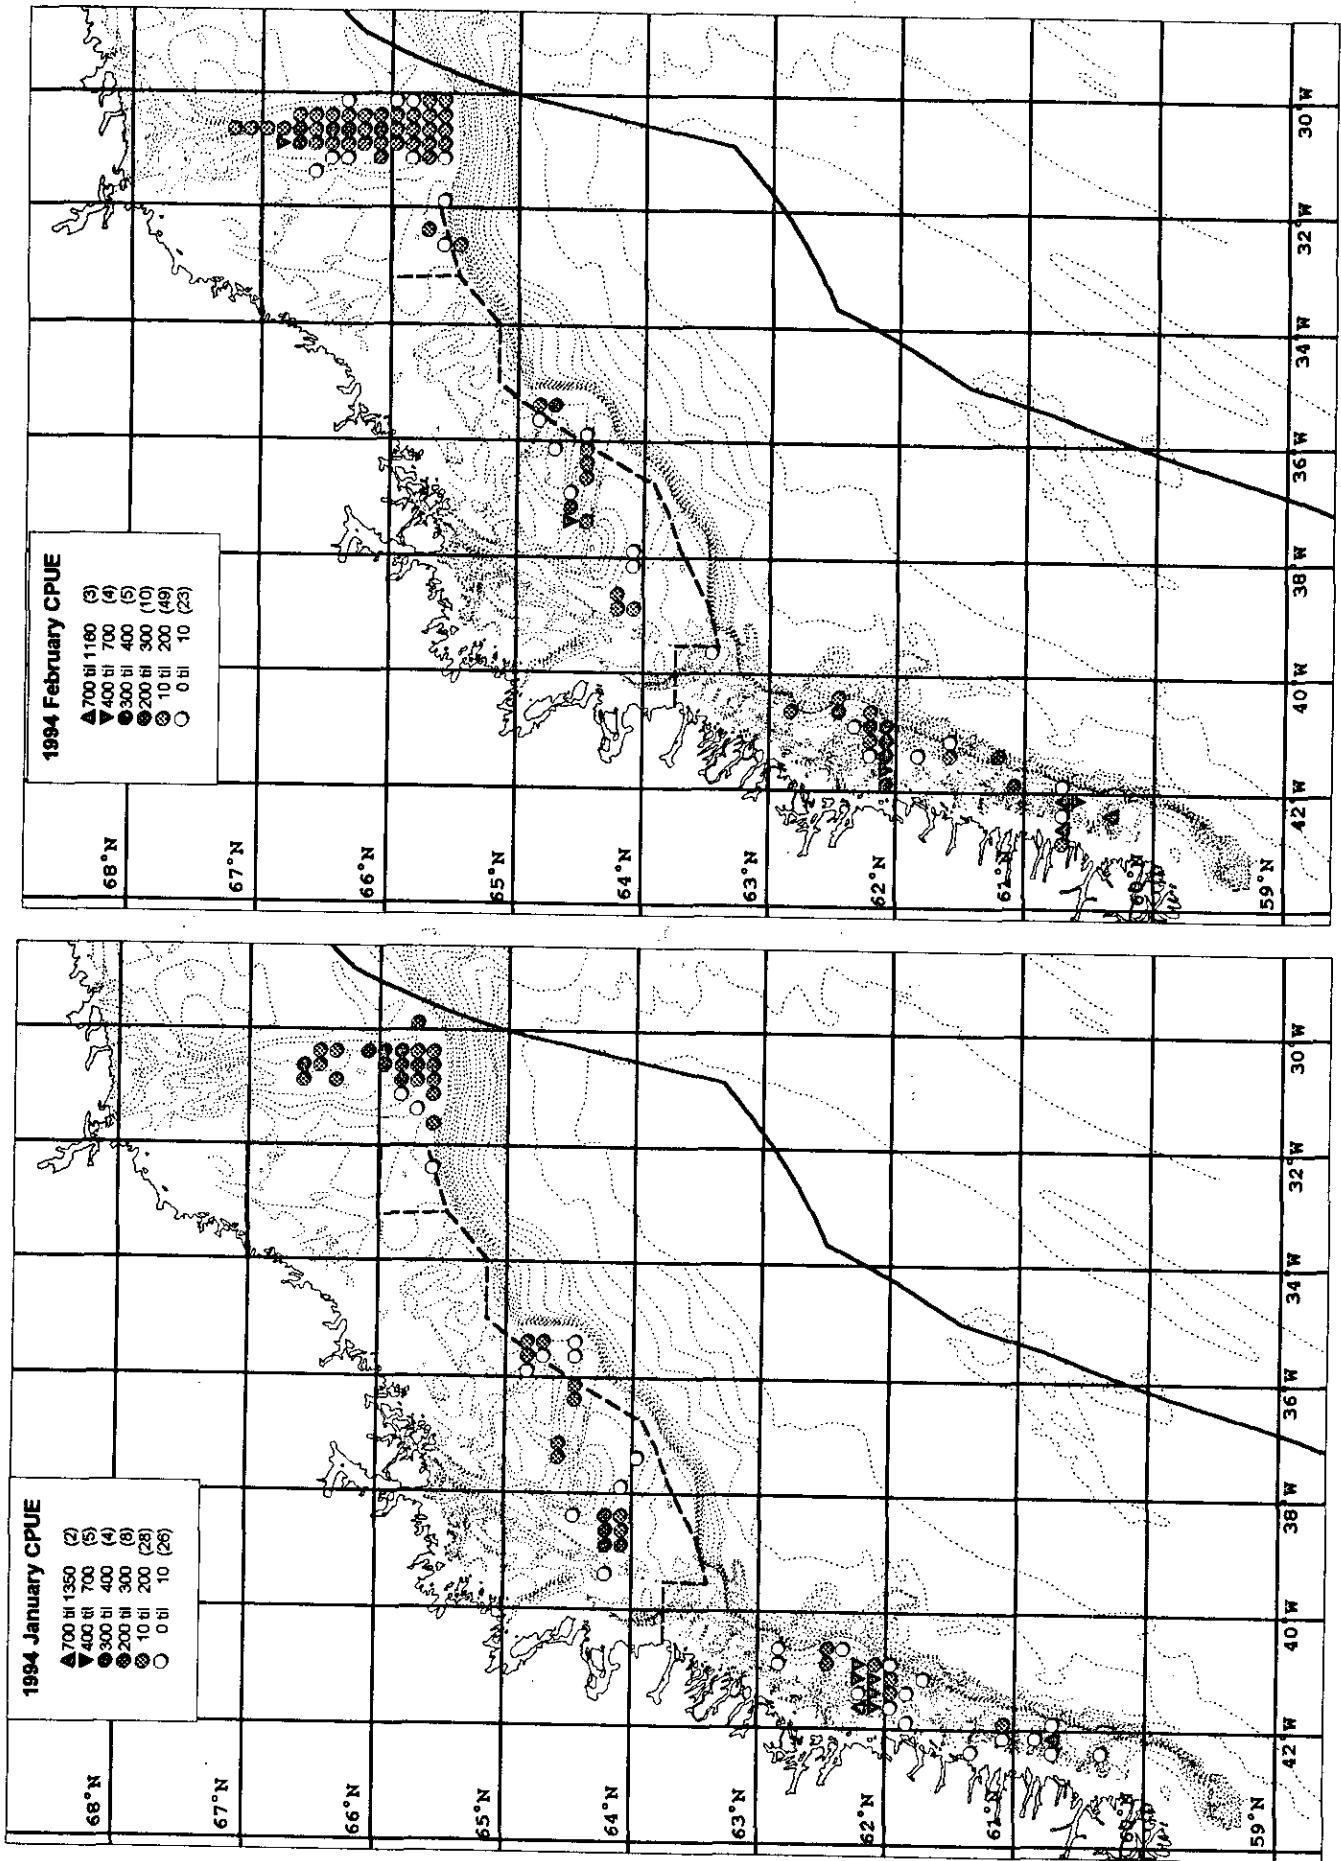 1994 January CPUE
700 til 1350 (2)
400 til 700 (5)
300 til 400 (4)
200 til 300 (8)
10 til 200 (28)
0 til 10 (26)
68°N
67°N
66°N
65°N
64°N
63°N
62°N
61°N
60°N
59°N
42°W
40°W
38°W
36°W
34°W
32°W
30°W
1994 February CPUE
700 til 1160 (3)
400 til 700 (4)
300 til 400 (5)
200 til 300 (10)
10 til 200 (49)
0 til 10 (23)
68°N
67°N
66°N
65°N
64°N
63°N
62°N
61°N
60°N
59°N
42°W
40°W
38°W
36°W
34°W
32°W
30°W